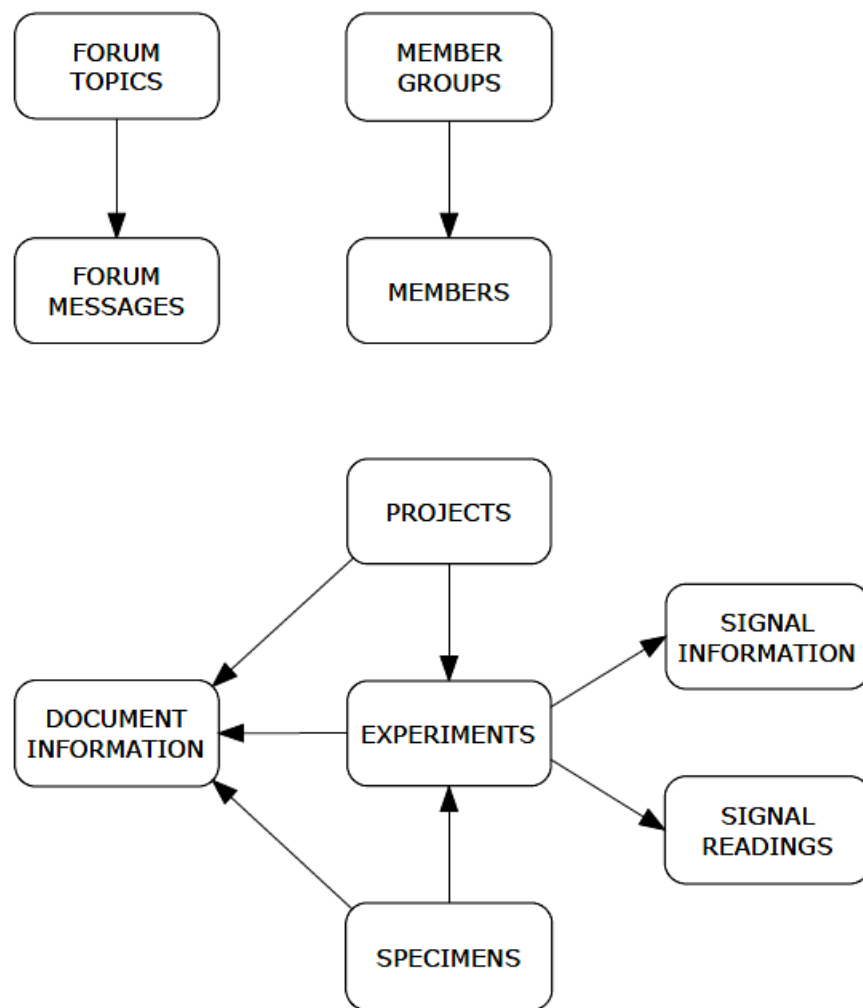 FORUM
TOPICS
MEMBER
GROUPS
FORUM
MESSAGES
MEMBERS
PROJECTS
SIGNAL
INFORMATION
DOCUMENT
INFORMATION
EXPERIMENTS
SIGNAL
READINGS
SPECIMENS